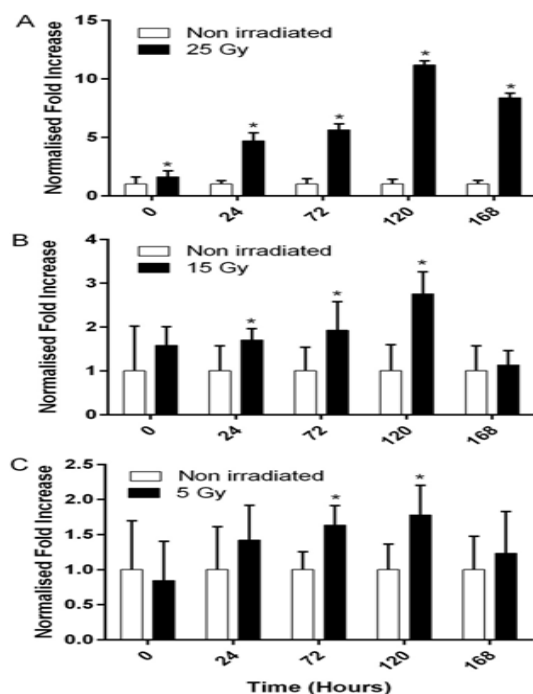 A
Normalised Fold Increase
15
10
5
0
Non irradiated
25 Gy
* * * * *
0 24 72 120 168
B
Normalised Fold Increase
4
3
2
1
0
Non irradiated
15 Gy
* * *
0 24 72 120 168
C
Normalised Fold Increase
2.5
2.0
1.5
1.0
0.5
0.0
Non irradiated
5 Gy
* *
0 24 72 120 168
Time (Hours)